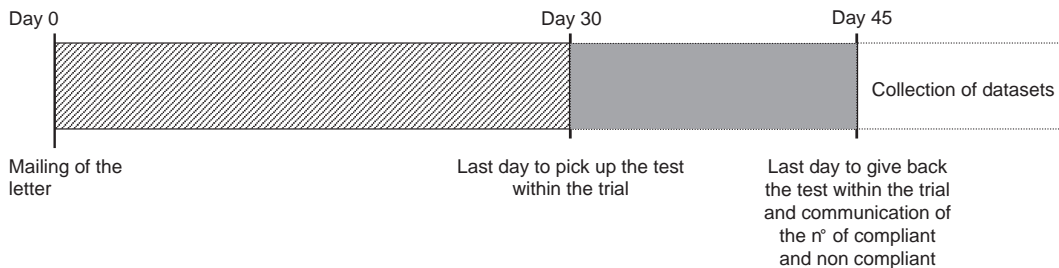 Day 0
Day 30
Day 45
Collection of datasets
Mailing of the
letter
Last day to pick up the test
within the trial
Last day to give back
the test within the trial
and communication of
the n° of compliant
and non compliant